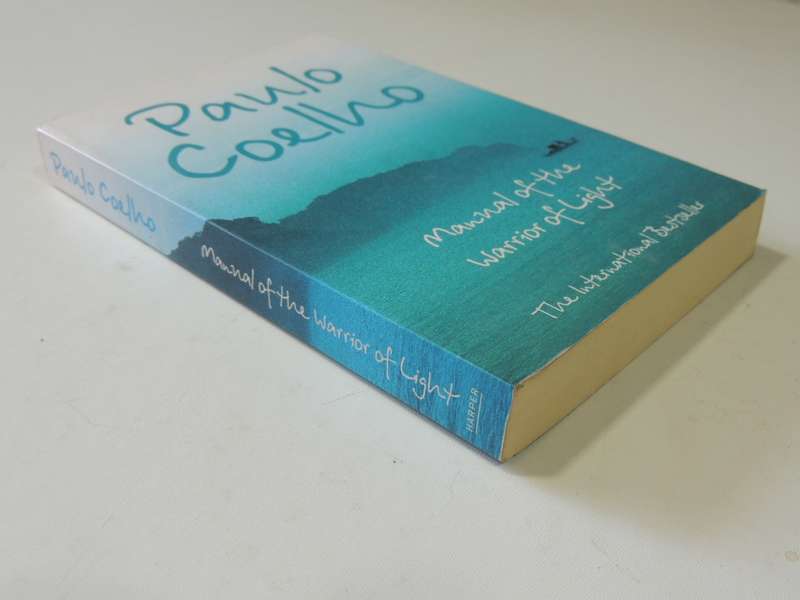 Paulo
Coelho
Manual of the
Warrior of Light
The International Bestseller
Paulo Coelho
Manual of the Warrior of Light
HARPER